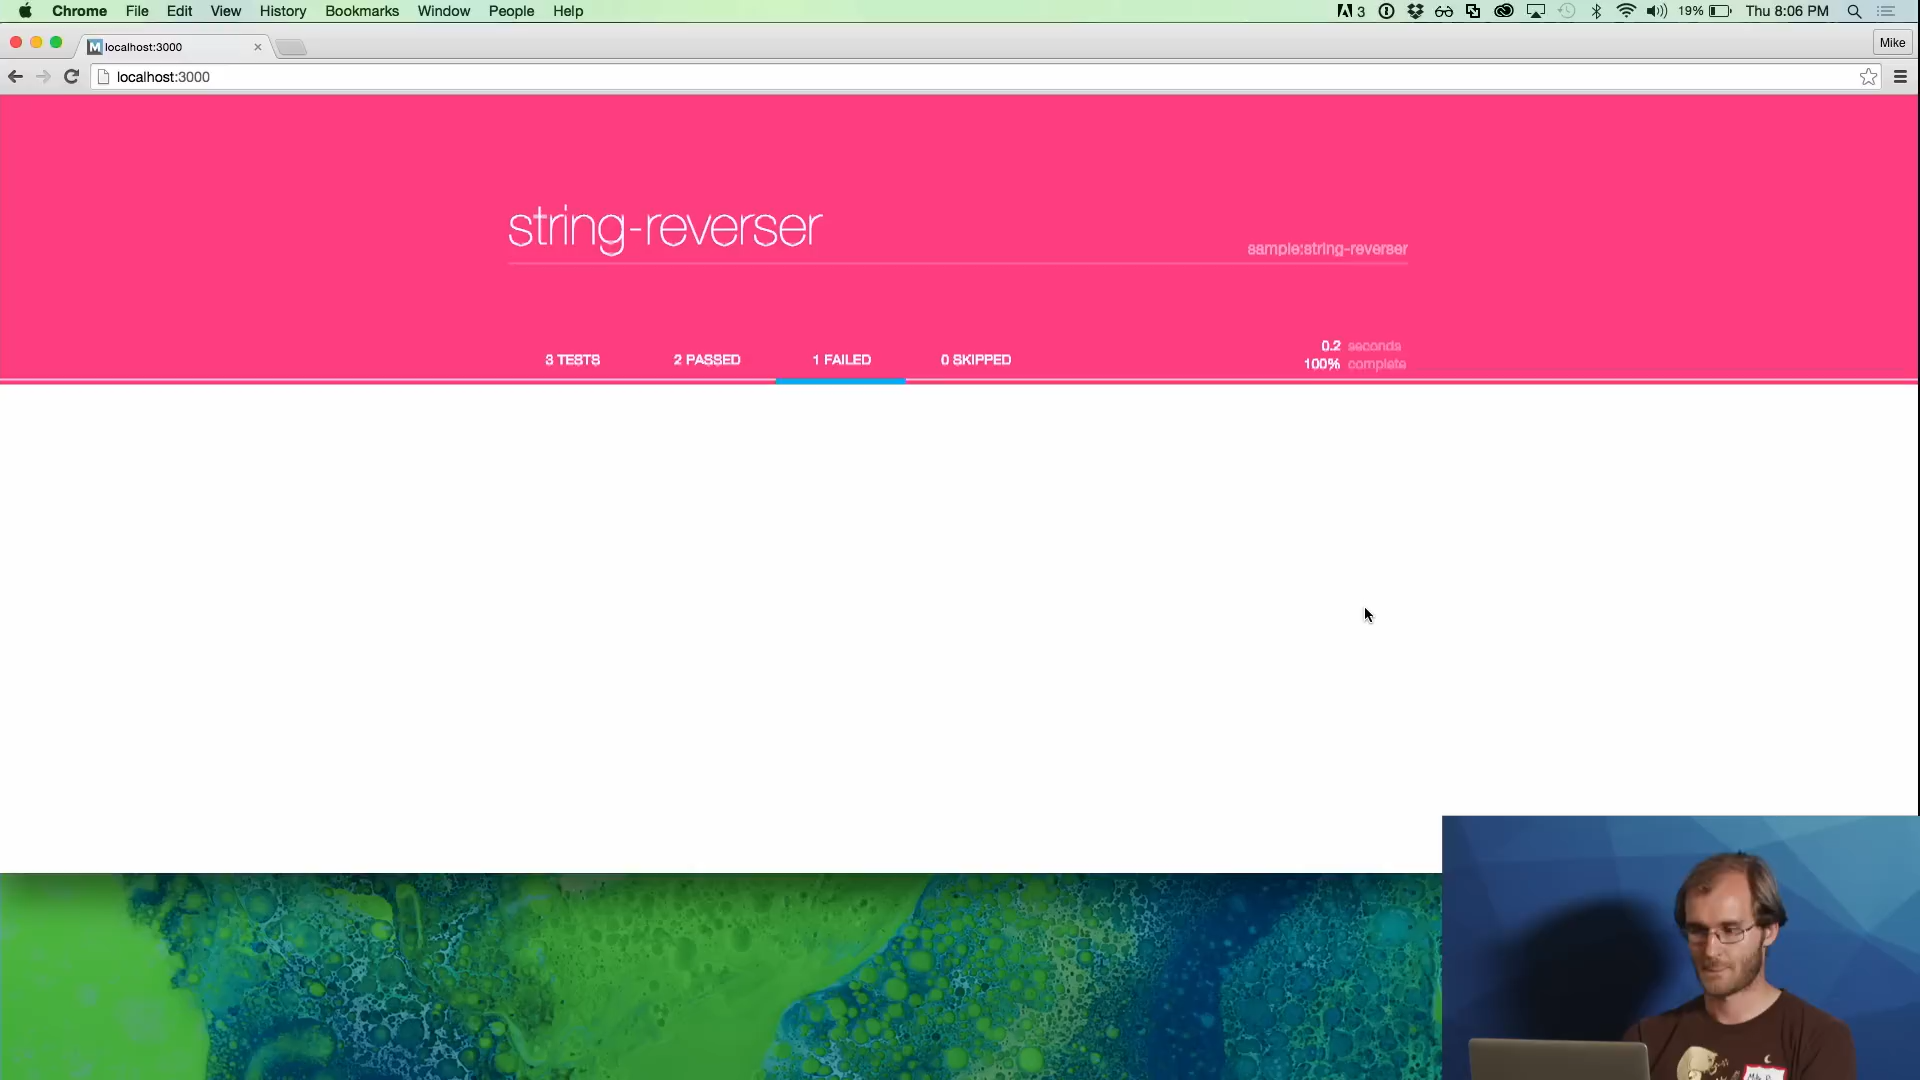 Chrome File Edit View History Bookmarks Window People Help 3 19% Thu 8:06 PM
M localhost:3000 Mike
localhost:3000
string-reverser
sample:string-reverser
3 TESTS 2 PASSED 1 FAILED 0 SKIPPED
0.2 seconds
100% complete